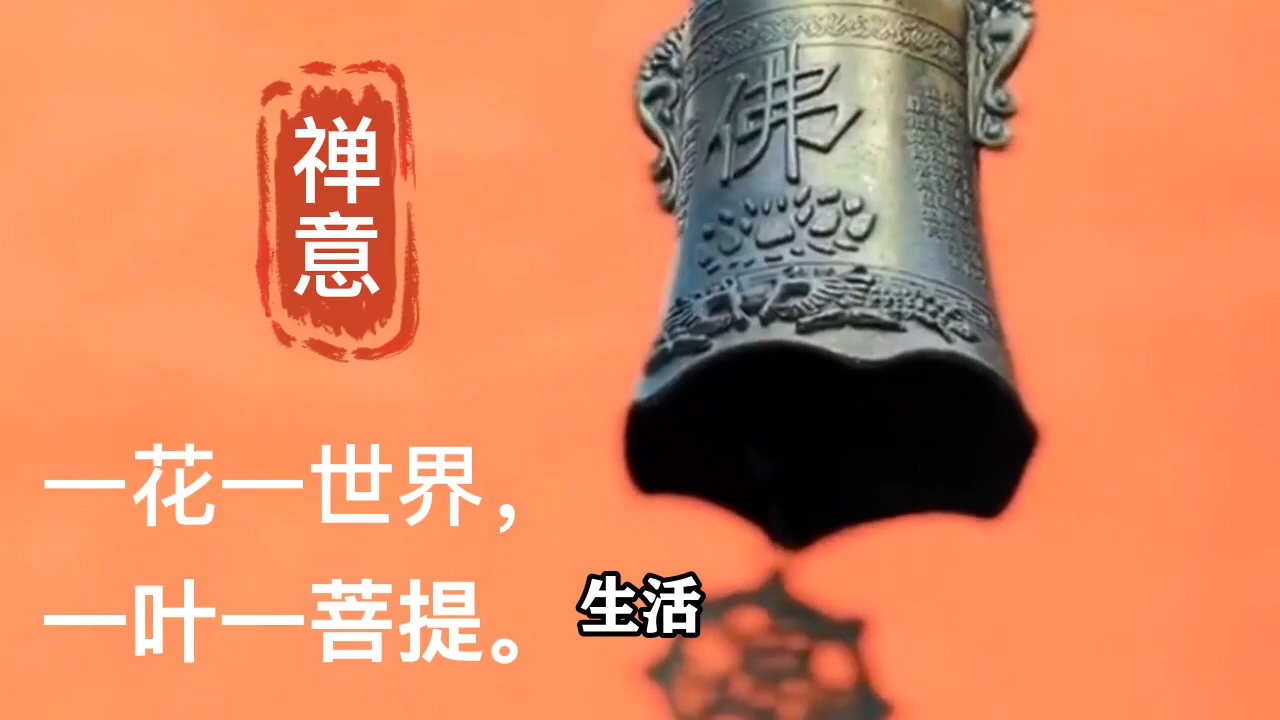 禅意
佛
一花一世界，
一叶一菩提。
生活